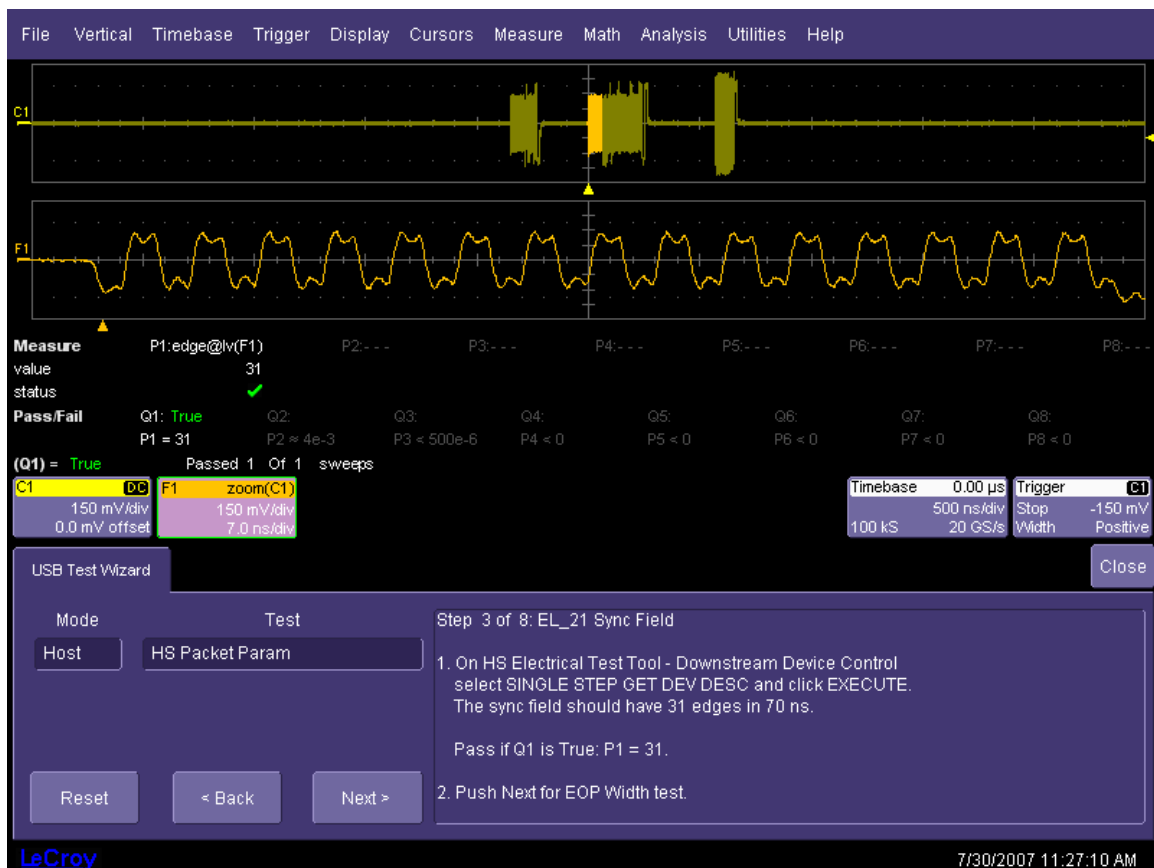 File Vertical Timebase Trigger Display Cursors Measure Math Analysis Utilities Help
C1
F1
Measure P1:edge@lv(F1) P2:- - - P3:- - - P4:- - - P5:- - - P6:- - - P7:- - - P8:- - -
value 31
status
Pass/Fail Q1: True Q2: Q3: Q4: Q5: Q6: Q7: Q8:
P1 = 31 P2 ≈ 4e-3 P3 < 500e-6 P4 < 0 P5 < 0 P6 < 0 P7 < 0 P8 < 0
(Q1) = True Passed 1 Of 1 sweeps
C1 DC F1 zoom(C1) Timebase 0.00 µs Trigger C1
150 mV/div 150 mV/div 500 ns/div Stop -150 mV
0.0 mV offset 7.0 ns/div 100 kS 20 GS/s Width Positive
USB Test Wizard Close
Mode Test
Host HS Packet Param
Step 3 of 8: EL_21 Sync Field
1. On HS Electrical Test Tool - Downstream Device Control
select SINGLE STEP GET DEV DESC and click EXECUTE.
The sync field should have 31 edges in 70 ns.
Pass if Q1 is True: P1 = 31.
2. Push Next for EOP Width test.
Reset < Back Next >
LeCroy 7/30/2007 11:27:10 AM